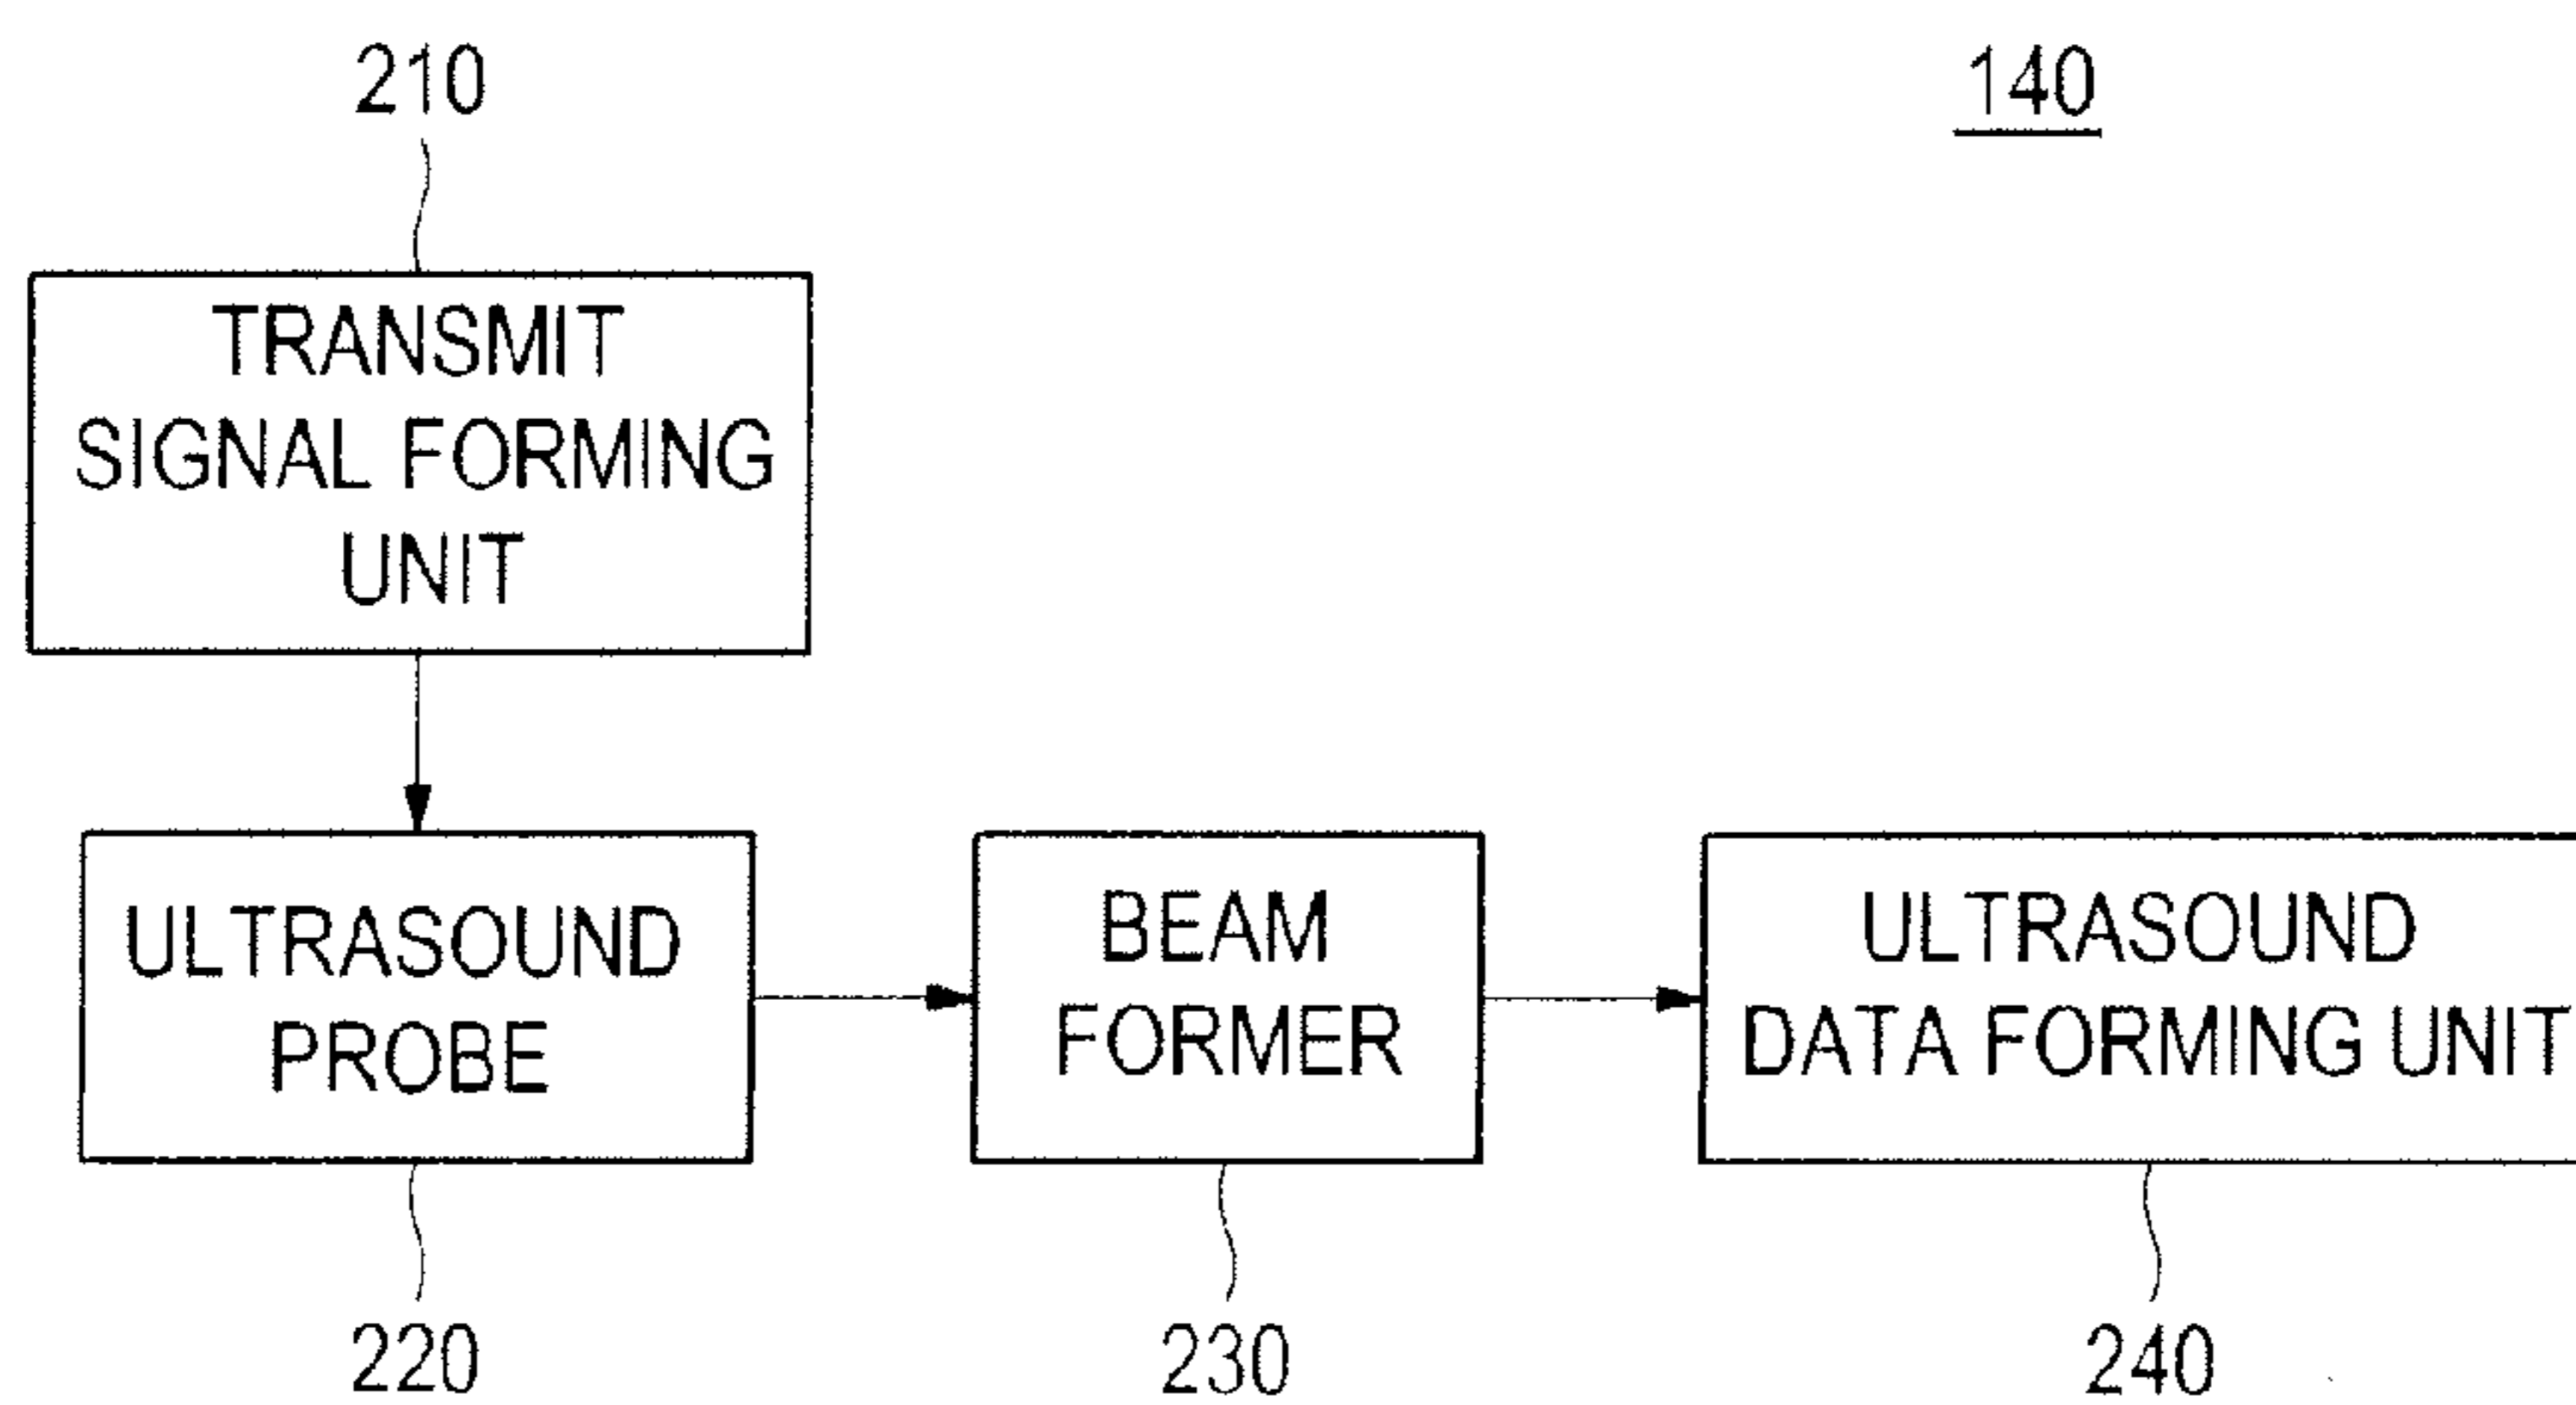 210
140
TRANSMIT
SIGNAL FORMING
UNIT
ULTRASOUND
PROBE
BEAM
FORMER
ULTRASOUND
DATA FORMING UNIT
220
230
240